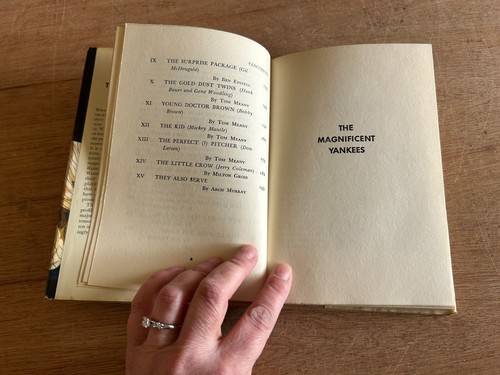 IX THE SURPRISE PACKAGE (Gil
McDougald)
By Ben Epstein
X THE GOLD DUST TWINS (Hank
Bauer and Gene Woodling)
By Tom Meany
XI YOUNG DOCTOR BROWN (Bobby
Brown)
By Tom Meany
XII THE KID (Mickey Mantle)
By Tom Meany
XIII THE PERFECT (!) PITCHER (Don
Larsen)
By Tom Meany
XIV THE LITTLE CROW (Jerry Coleman)
By Milton Gross
XV THEY ALSO SERVE
By Arch Murray
THE
MAGNIFICENT
YANKEES